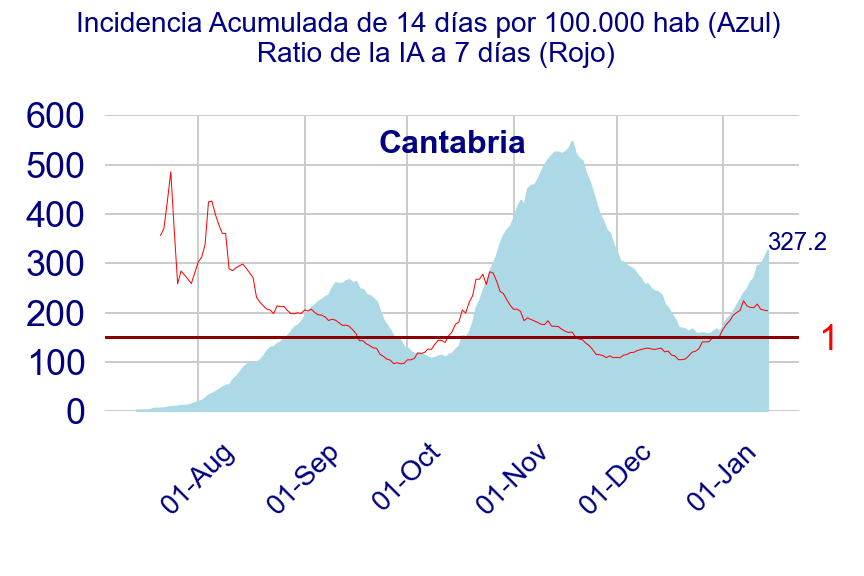 Incidencia Acumulada de 14 días por 100.000 hab (Azul)
Ratio de la IA a 7 días (Rojo)
600
Cantabria
500
400
300
327.2
200
1
100
0
01-Aug
01-Sep
01-Oct
01-Nov
01-Dec
01-Jan